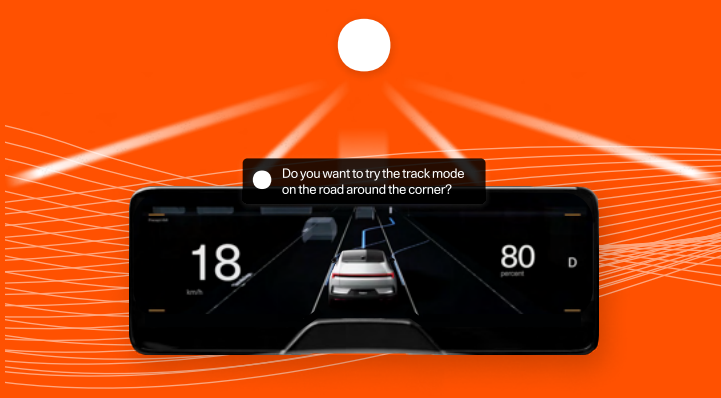 Do you want to try the track mode
on the road around the corner?
18
km/h
80
percent
D